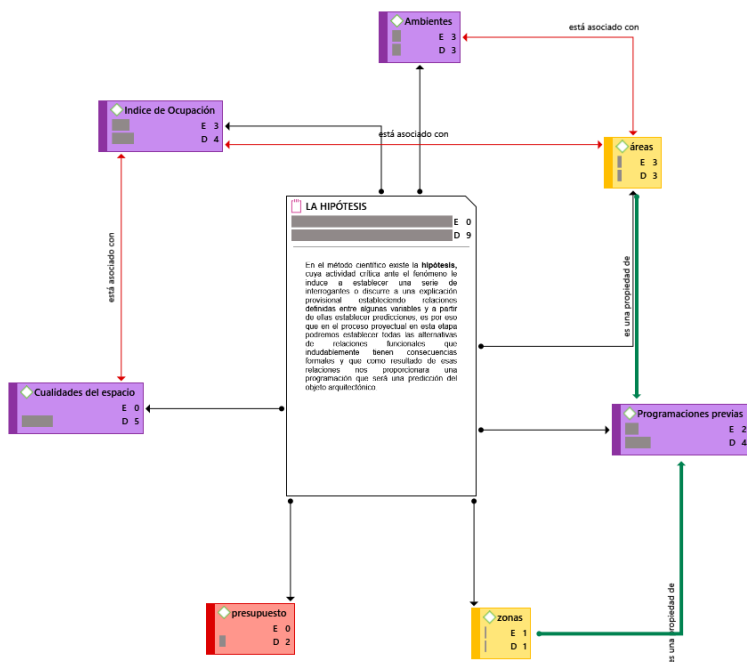 Ambientes
E 3
D 3
está asociado con
Indice de Ocupación
E 3
D 4
está asociado con
áreas
E 3
D 3
LA HIPÓTESIS
E 0
D 9
En el método científico existe la hipótesis,
cuya actividad crítica ante el fenómeno le
induce a establecer una serie de
interrogantes o discurre a una explicación
provisional estableciendo relaciones
definidas entre algunas variables y a partir
de ellas establecer predicciones, es por eso
que en el proceso proyectual en esta etapa
podremos establecer todas las alternativas
de relaciones funcionales que
indudablemente tienen consecuencias
formales y que como resultado de esas
relaciones nos proporcionara una
programación que será una predicción del
objeto arquitectónico
está asociado con
es una propiedad de
Cualidades del espacio
E 0
D 5
Programaciones previas
E 2
D 4
presupuesto
E 0
D 2
zonas
E 1
D 1
es una propiedad de